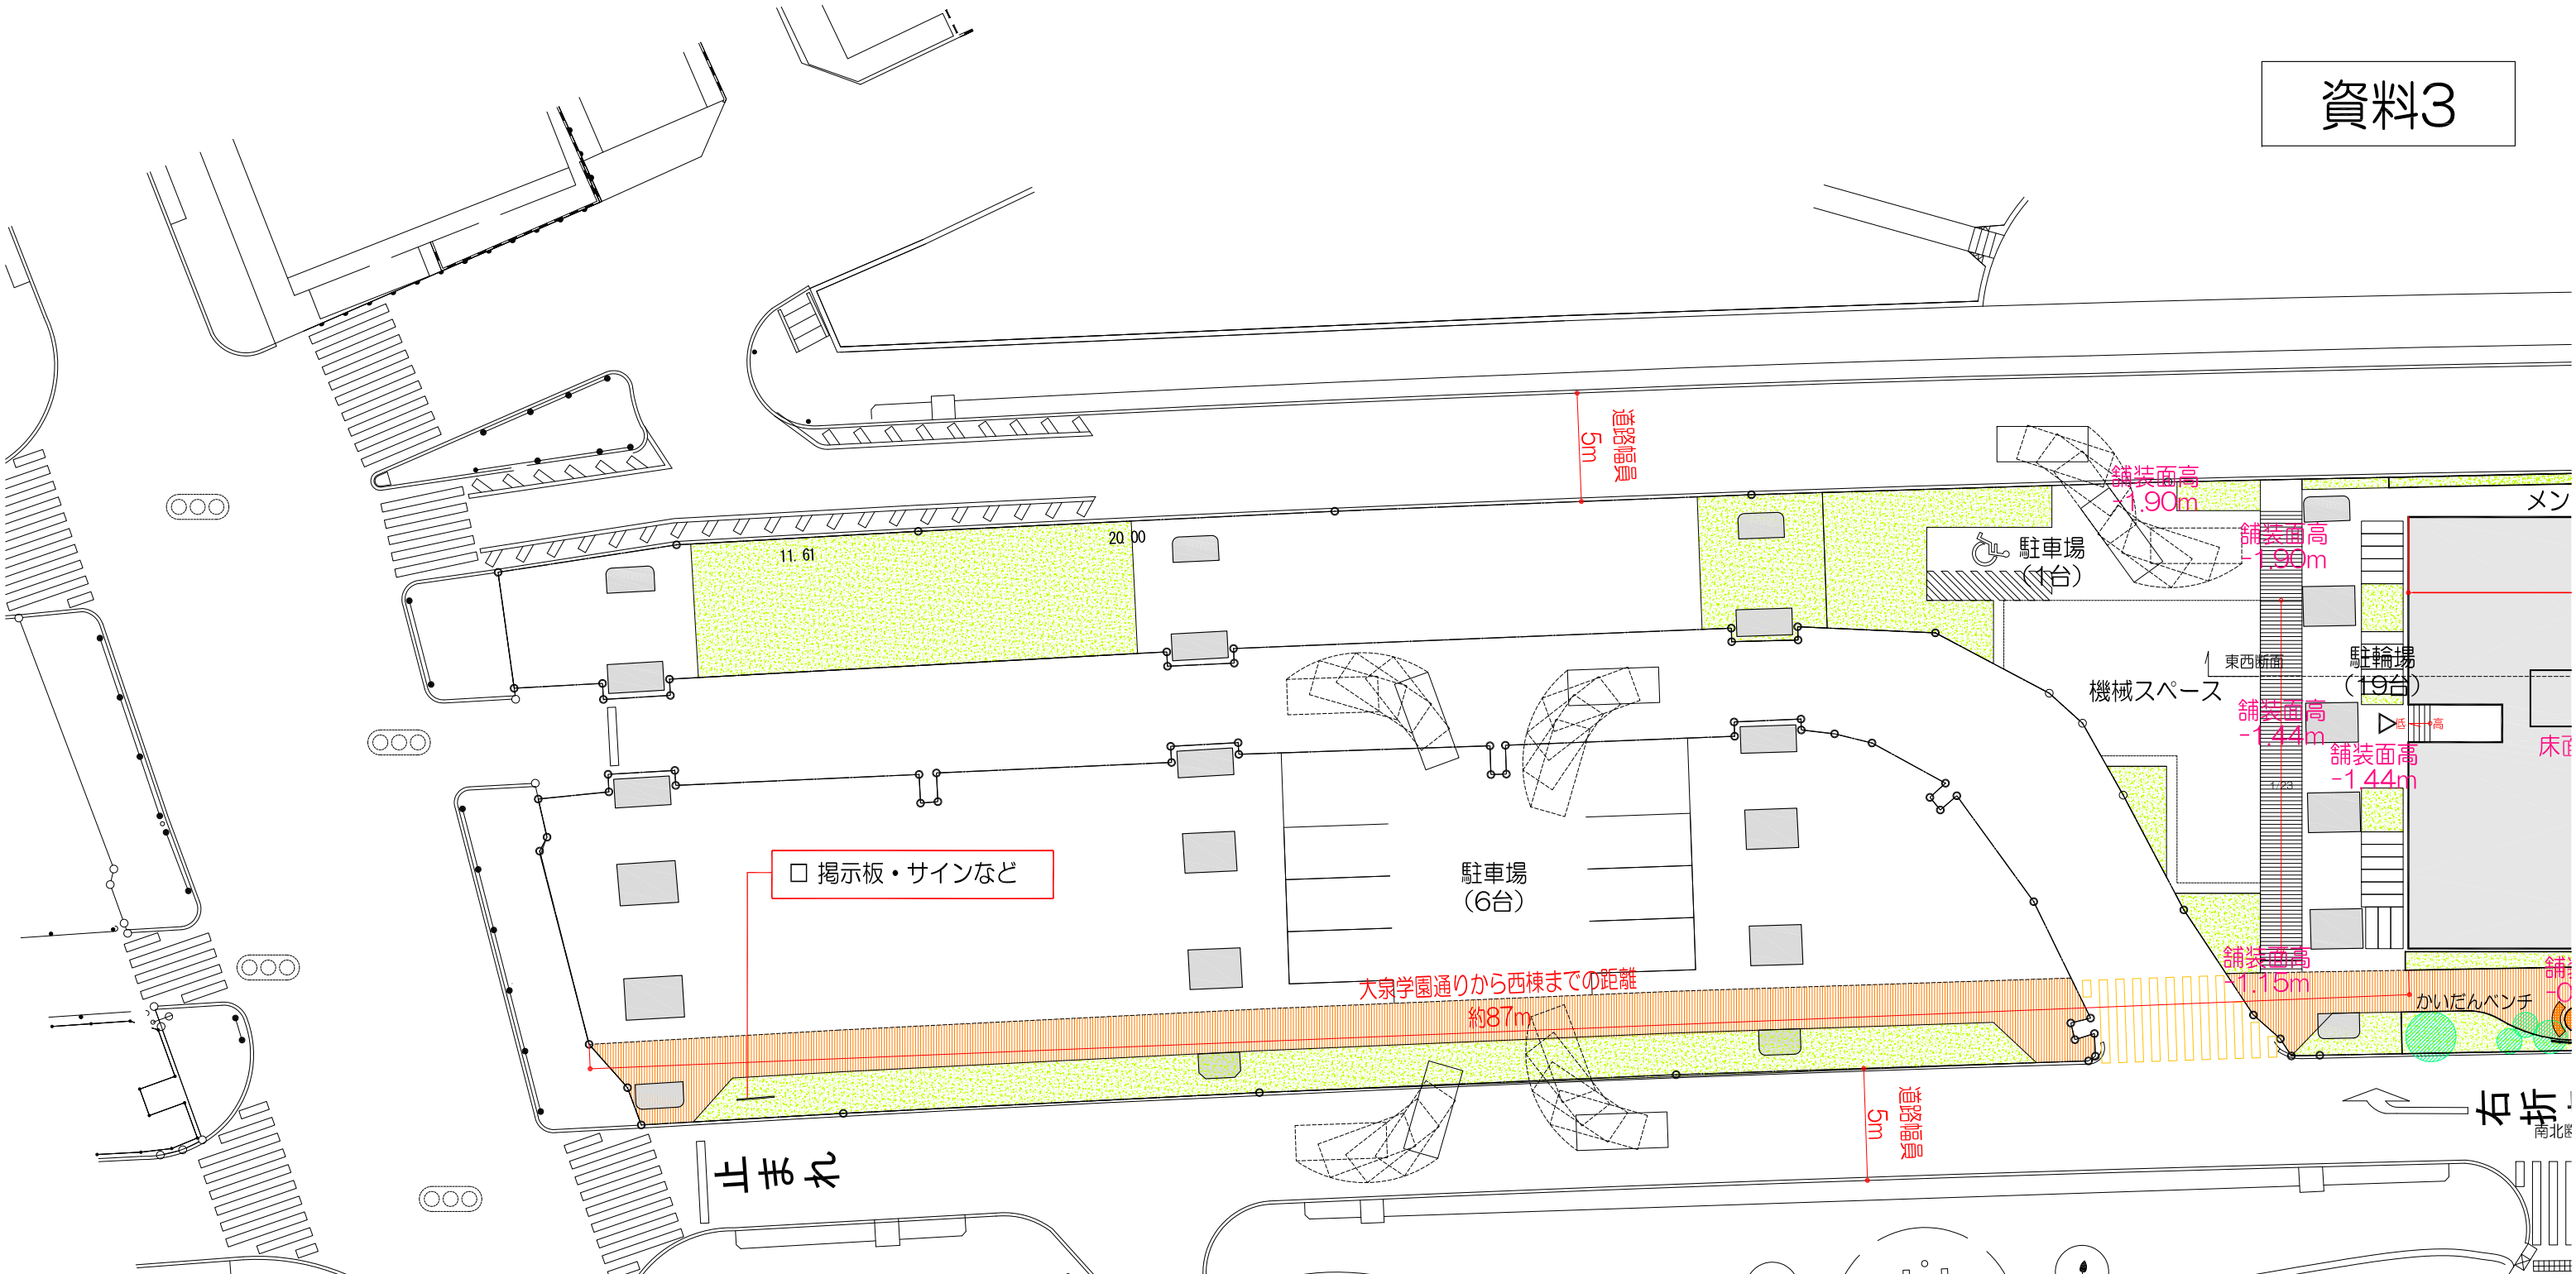 資料3
道路幅員
5m
舗装面高
-1.90m
メン
舗装面高
-1.90m
11.61
20.00
駐車場
(1台)
東西断面
駐輪場
(19台)
機械スペース
舗装面高
-1.44m
低
高
舗装面高
-1.44m
1/23
□ 掲示板・サインなど
駐車場
(6台)
舗装面高
-1.15m
大泉学園通りから西棟までの距離
約87m
かいだんベンチ
道路幅員
5m
右折
止まれ